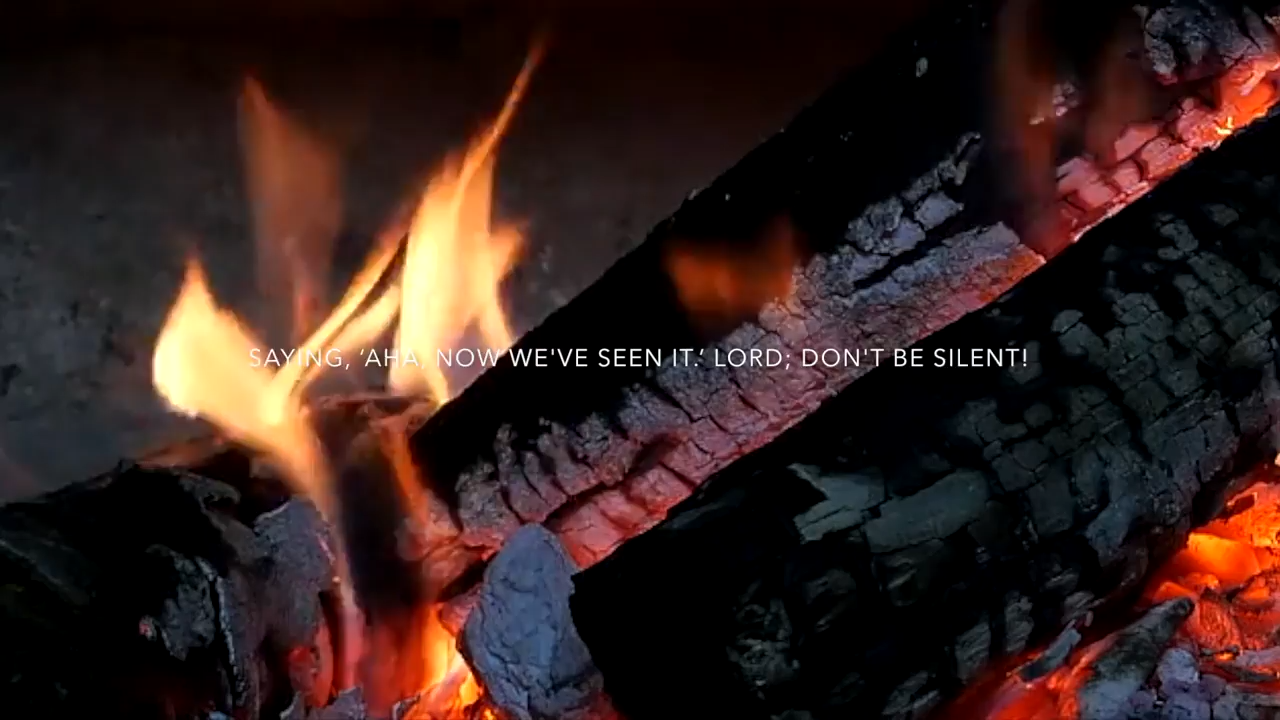 SAYING, ‘AHA, NOW WE'VE SEEN IT.’ LORD; DON'T BE SILENT!